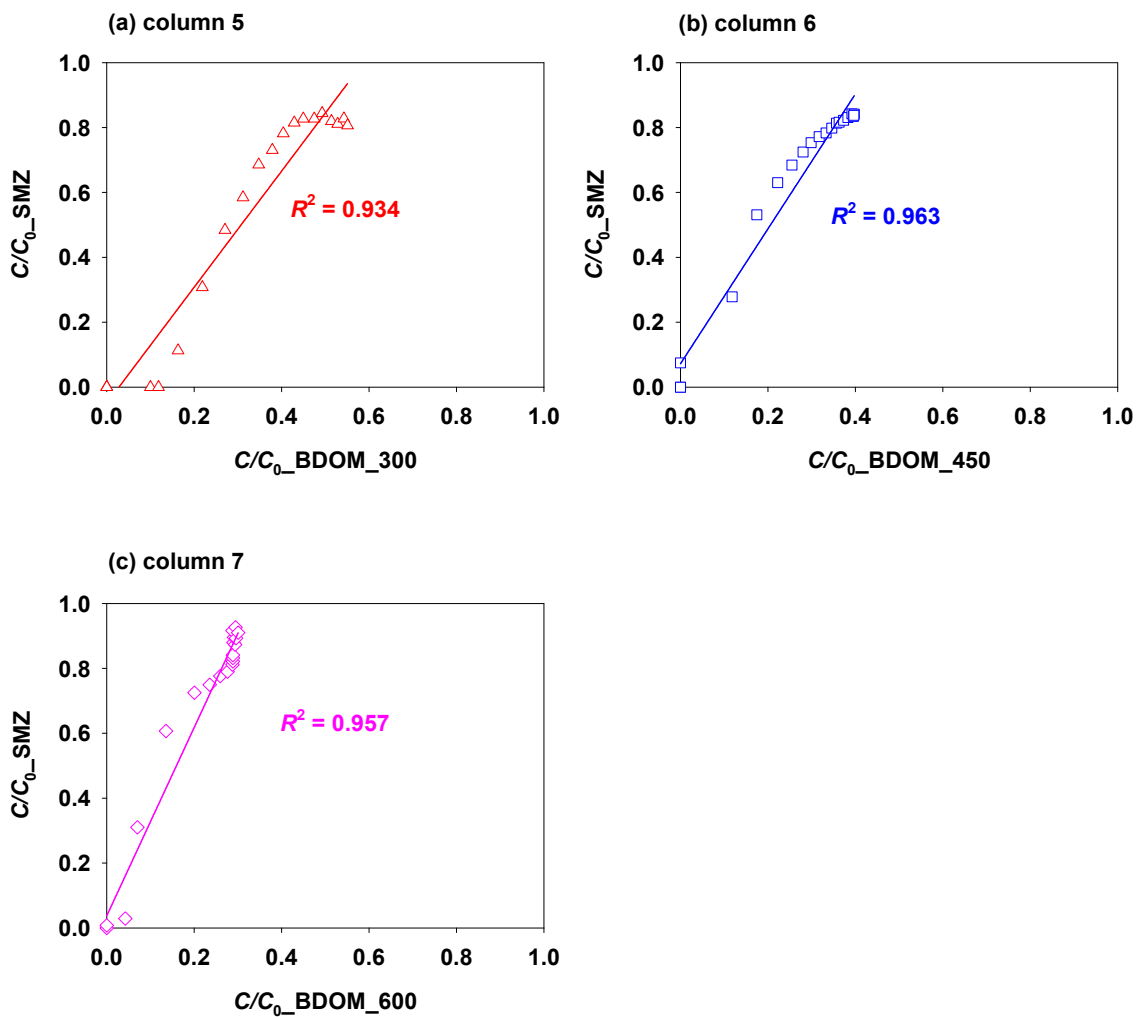 (a) column 5
1.0
0.8
0.6
0.4
0.2
0.0
C/C₀_SMZ
R² = 0.934
0.0 0.2 0.4 0.6 0.8 1.0
C/C₀_BDOM_300
(b) column 6
1.0
0.8
0.6
0.4
0.2
0.0
C/C₀_SMZ
R² = 0.963
0.0 0.2 0.4 0.6 0.8 1.0
C/C₀_BDOM_450
(c) column 7
1.0
0.8
0.6
0.4
0.2
0.0
C/C₀_SMZ
R² = 0.957
0.0 0.2 0.4 0.6 0.8 1.0
C/C₀_BDOM_600